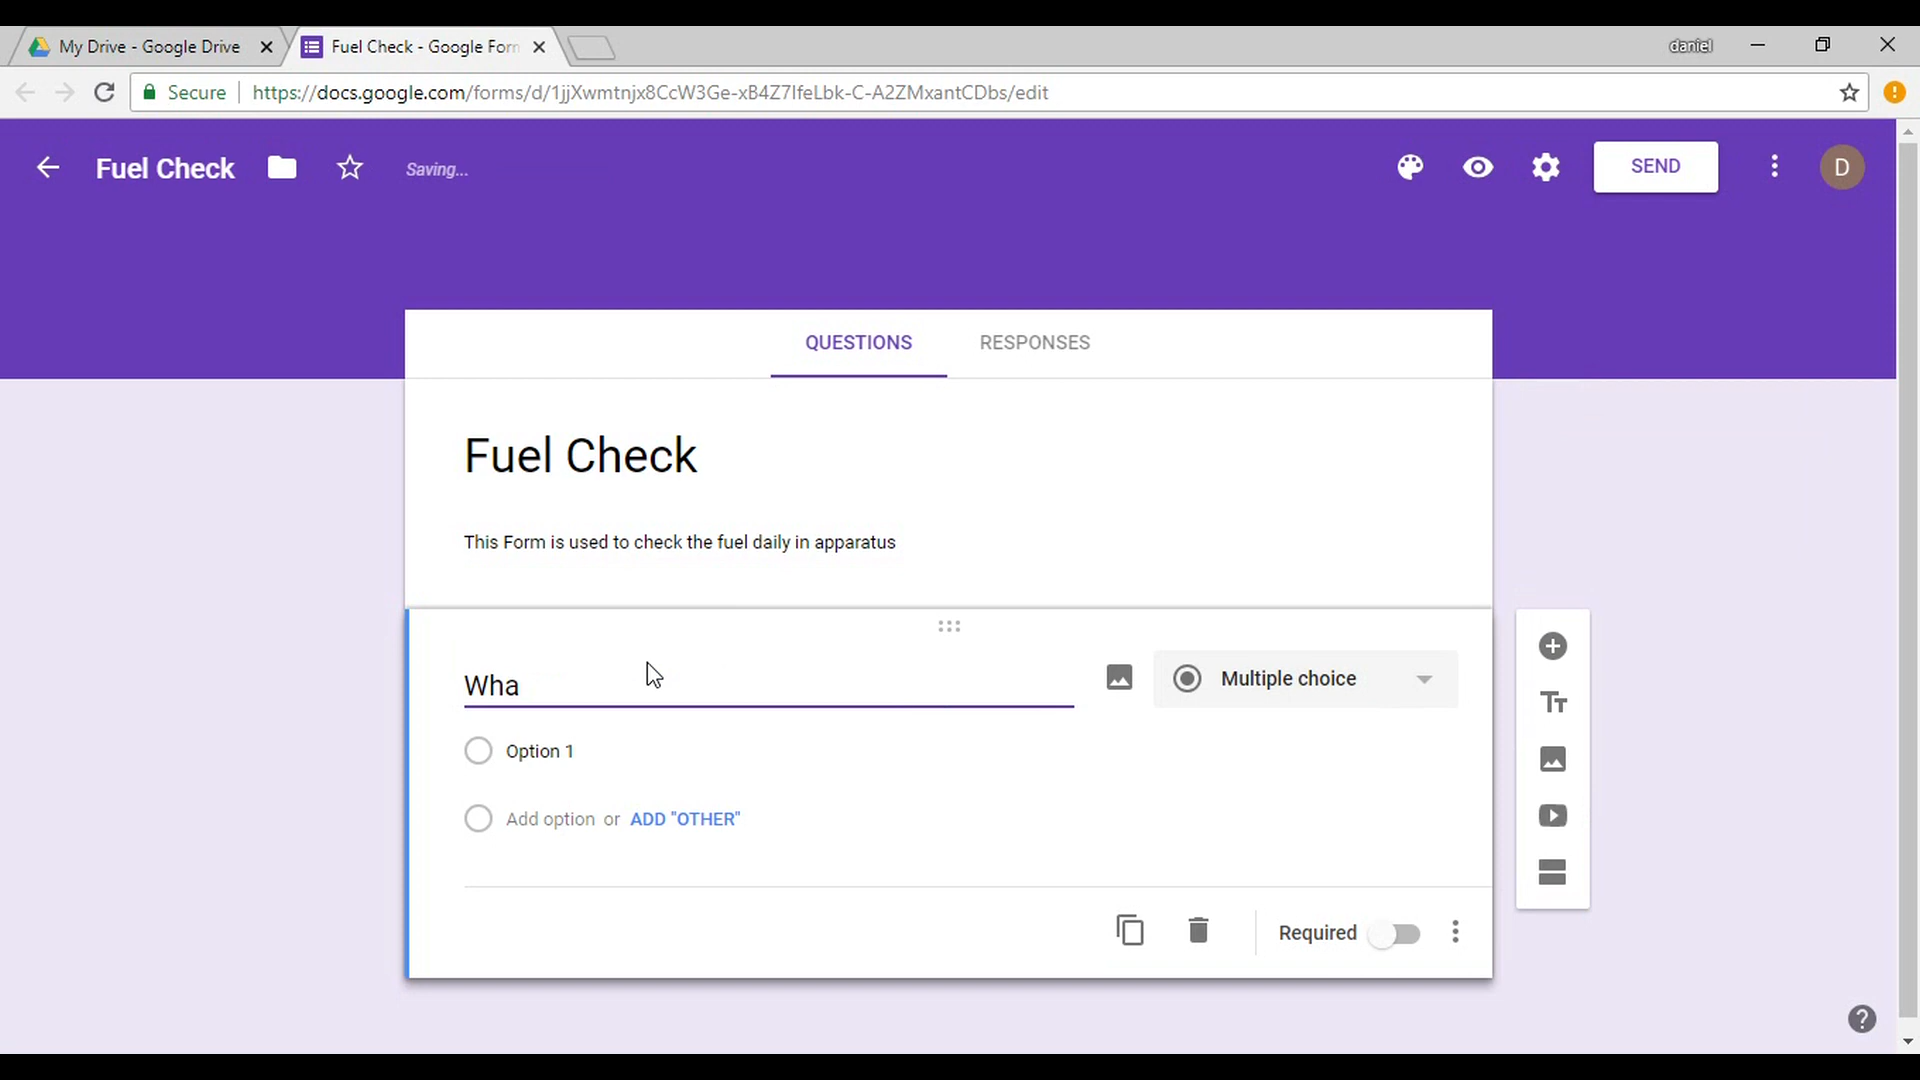 My Drive - Google Drive
Fuel Check - Google Form
daniel
Secure
https://docs.google.com/forms/d/1jjXwmtnjx8CcW3Ge-xB4Z7IfeLbk-C-A2ZMxantCDbs/edit
Fuel Check
Saving...
SEND
D
QUESTIONS
RESPONSES
Fuel Check
This Form is used to check the fuel daily in apparatus
Wha
Multiple choice
Tт
Option 1
Add option or ADD "OTHER"
Required